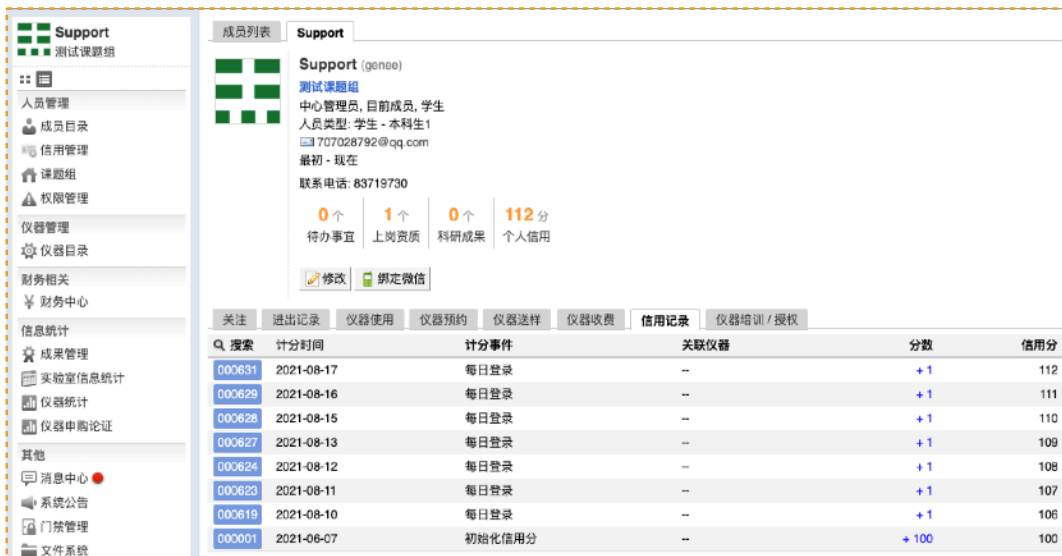 Support
测试课题组
人员管理
成员目录
信用管理
课题组
权限管理
仪器管理
仪器目录
财务相关
¥ 财务中心
信息统计
成果管理
实验室信息统计
仪器统计
仪器申购论证
其他
消息中心
系统公告
门禁管理
文件系统
成员列表 Support
Support (genee)
测试课题组
中心管理员, 目前成员, 学生
人员类型: 学生 - 本科生1
707028792@qq.com
最初 - 现在
联系电话: 83719730
0 个 1 个 0 个 112 分
待办事宜 上岗资质 科研成果 个人信用
修改 绑定微信
关注 进出记录 仪器使用 仪器预约 仪器送样 仪器收费 信用记录 仪器培训 / 授权
搜索 计分时间 计分事件 关联仪器 分数 信用分
000631 2021-08-17 每日登录 -- + 1 112
000629 2021-08-16 每日登录 -- + 1 111
000628 2021-08-15 每日登录 -- + 1 110
000627 2021-08-13 每日登录 -- + 1 109
000624 2021-08-12 每日登录 -- + 1 108
000623 2021-08-11 每日登录 -- + 1 107
000619 2021-08-10 每日登录 -- + 1 106
000001 2021-06-07 初始化信用分 -- + 100 100